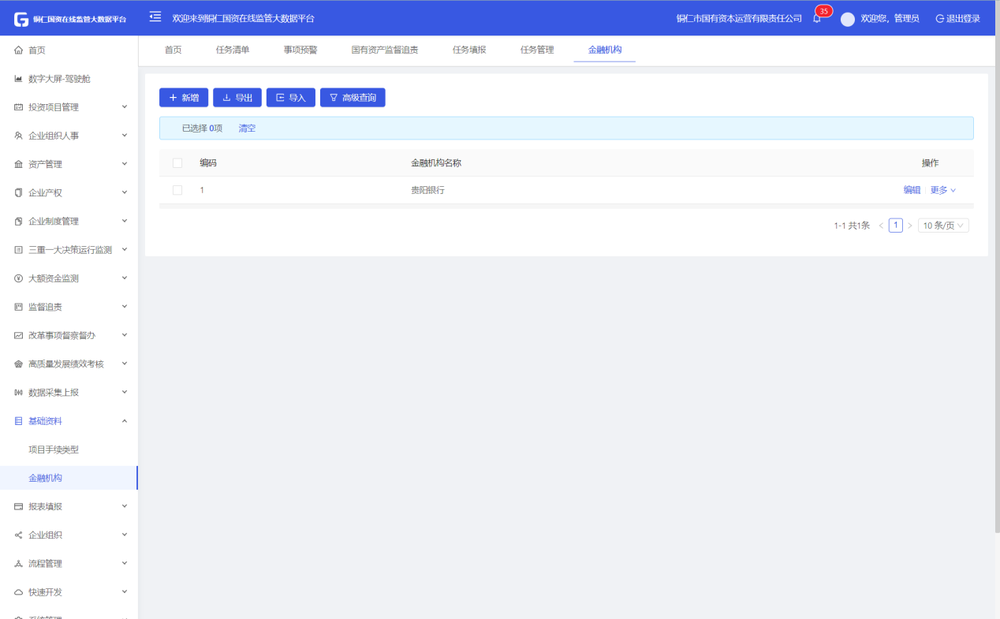 铜仁国资在线监管大数据平台
欢迎来到铜仁国资在线监管大数据平台
铜仁市国有资本运营有限责任公司
35
欢迎您，管理员
退出登录
首页
数字大屏-驾驶舱
投资项目管理
企业组织人事
资产管理
企业产权
企业制度管理
三重一大决策运行监测
大额资金监测
监督追责
改革事项督察督办
高质量发展绩效考核
数据采集上报
基础资料
项目手续类型
金融机构
报表填报
企业组织
流程管理
快速开发
系统管理
首页 任务清单 事项预警 国有资产监督追责 任务填报 任务管理 金融机构
新增 导出 导入 高级查询
已选择 0项 清空
编码 金融机构名称 操作
1 贵阳银行 编辑 更多
1-1 共1条 < 1 > 10 条/页